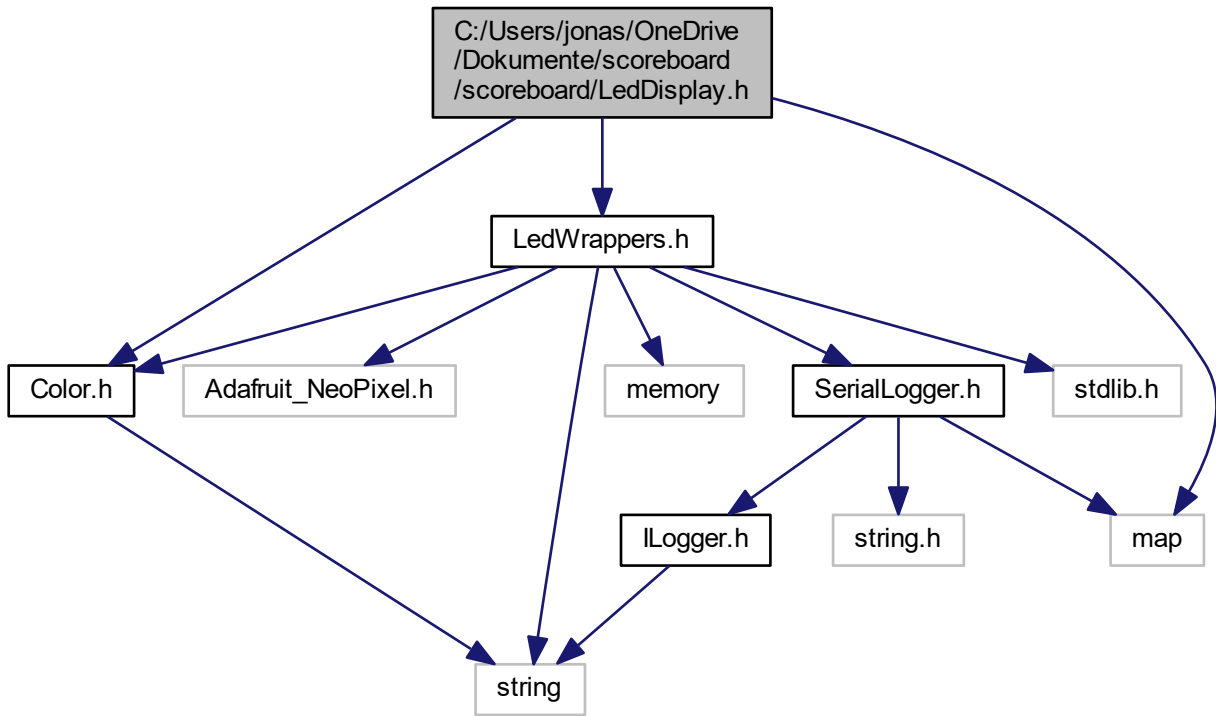 C:/Users/jonas/OneDrive
/Dokumente/scoreboard
/scoreboard/LedDisplay.h
LedWrappers.h
Color.h
Adafruit_NeoPixel.h
memory
SerialLogger.h
stdlib.h
ILogger.h
string.h
map
string